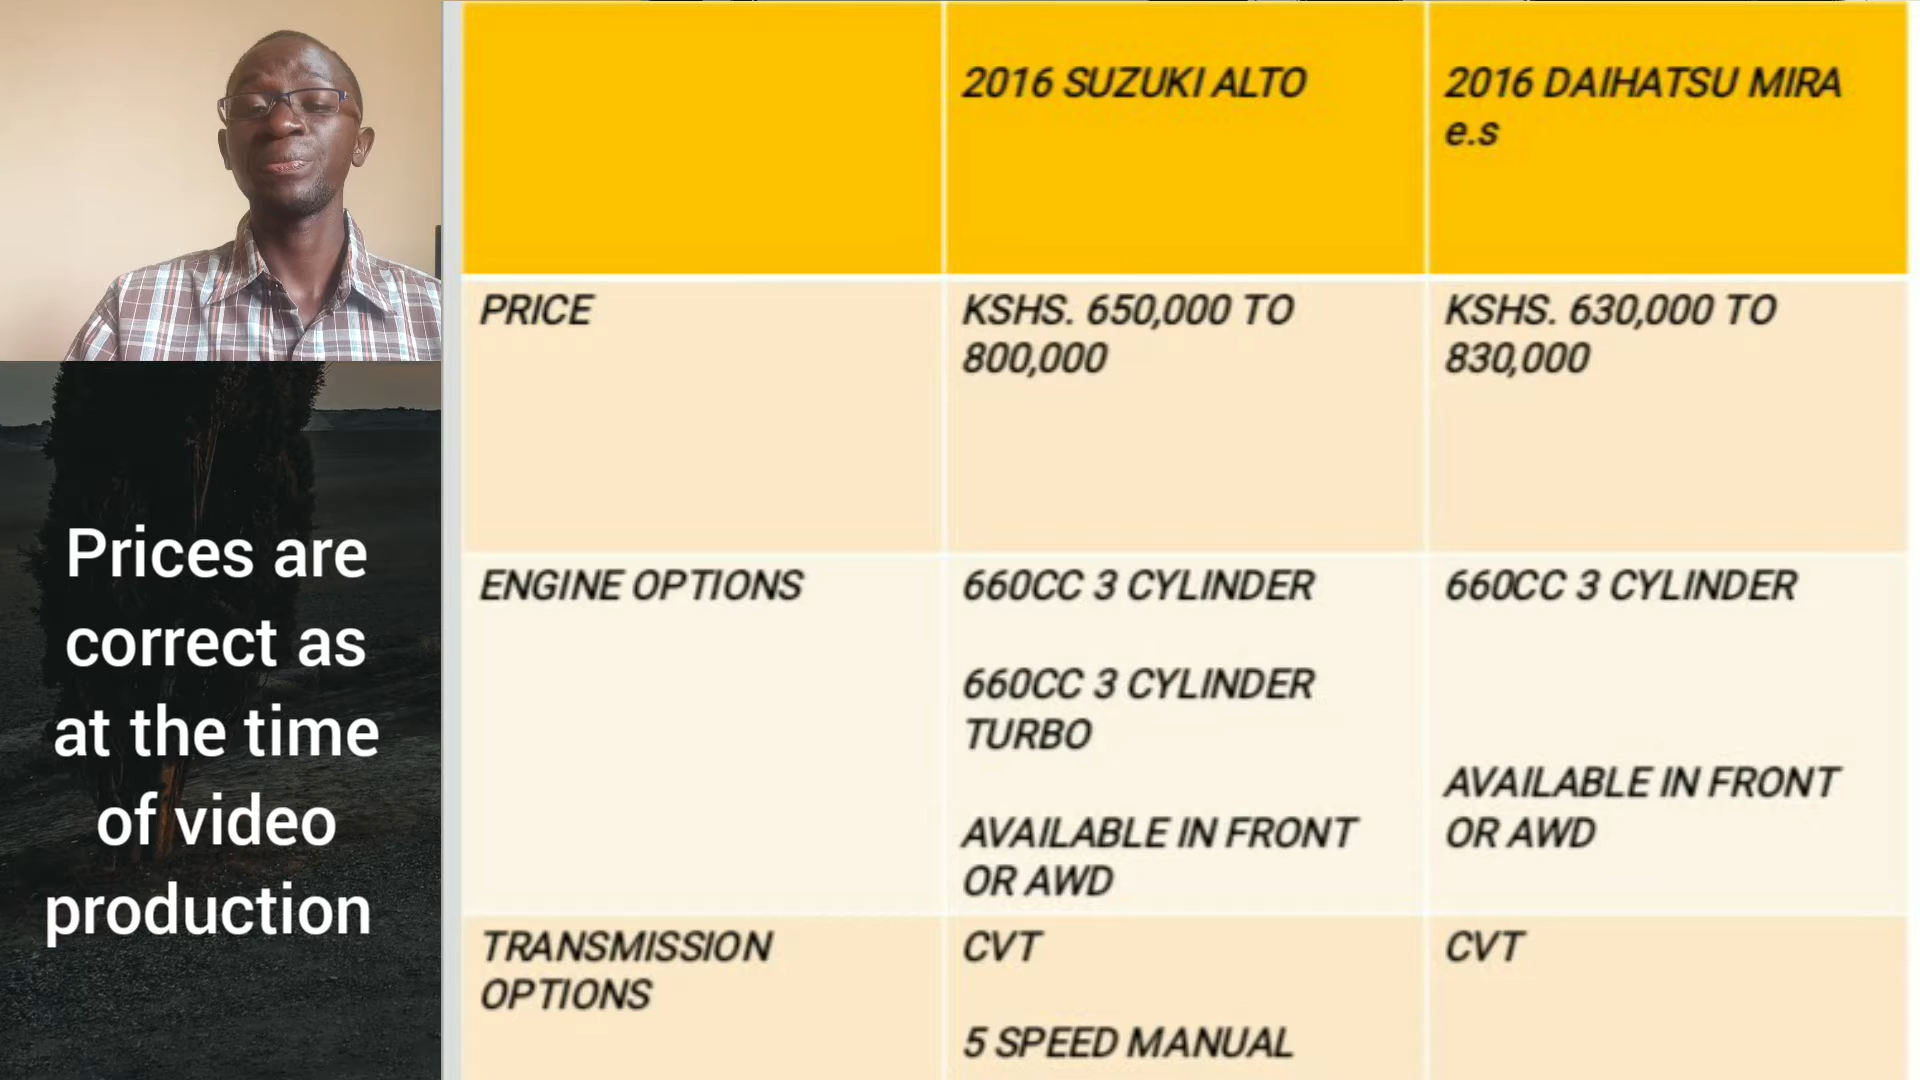 Prices are
correct as
at the time
of video
production
2016 SUZUKI ALTO
2016 DAIHATSU MIRA
e.s
PRICE
KSHS. 650,000 TO
800,000
KSHS. 630,000 TO
830,000
ENGINE OPTIONS
660CC 3 CYLINDER
660CC 3 CYLINDER
TURBO
AVAILABLE IN FRONT
OR AWD
660CC 3 CYLINDER
AVAILABLE IN FRONT
OR AWD
TRANSMISSION
OPTIONS
CVT
5 SPEED MANUAL
CVT